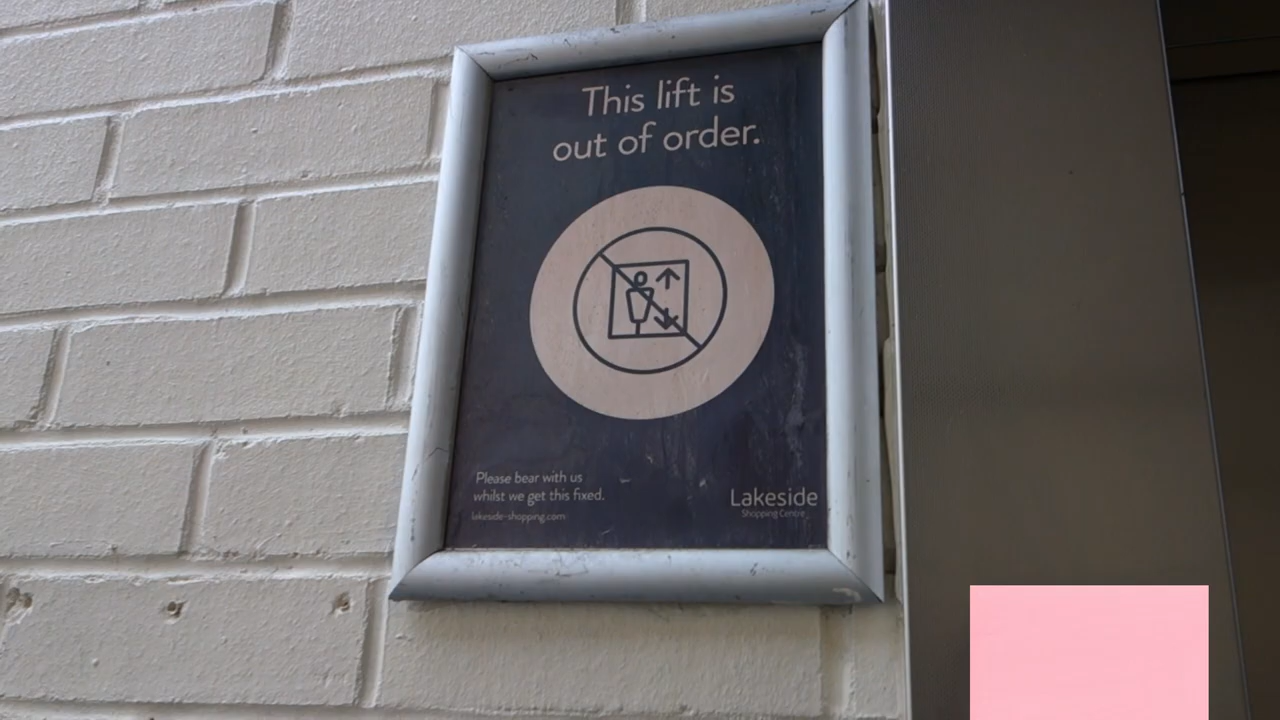 This lift is
out of order.
Please bear with us
whilst we get this fixed.
lakeside-shopping.com
Lakeside
Shopping Centre